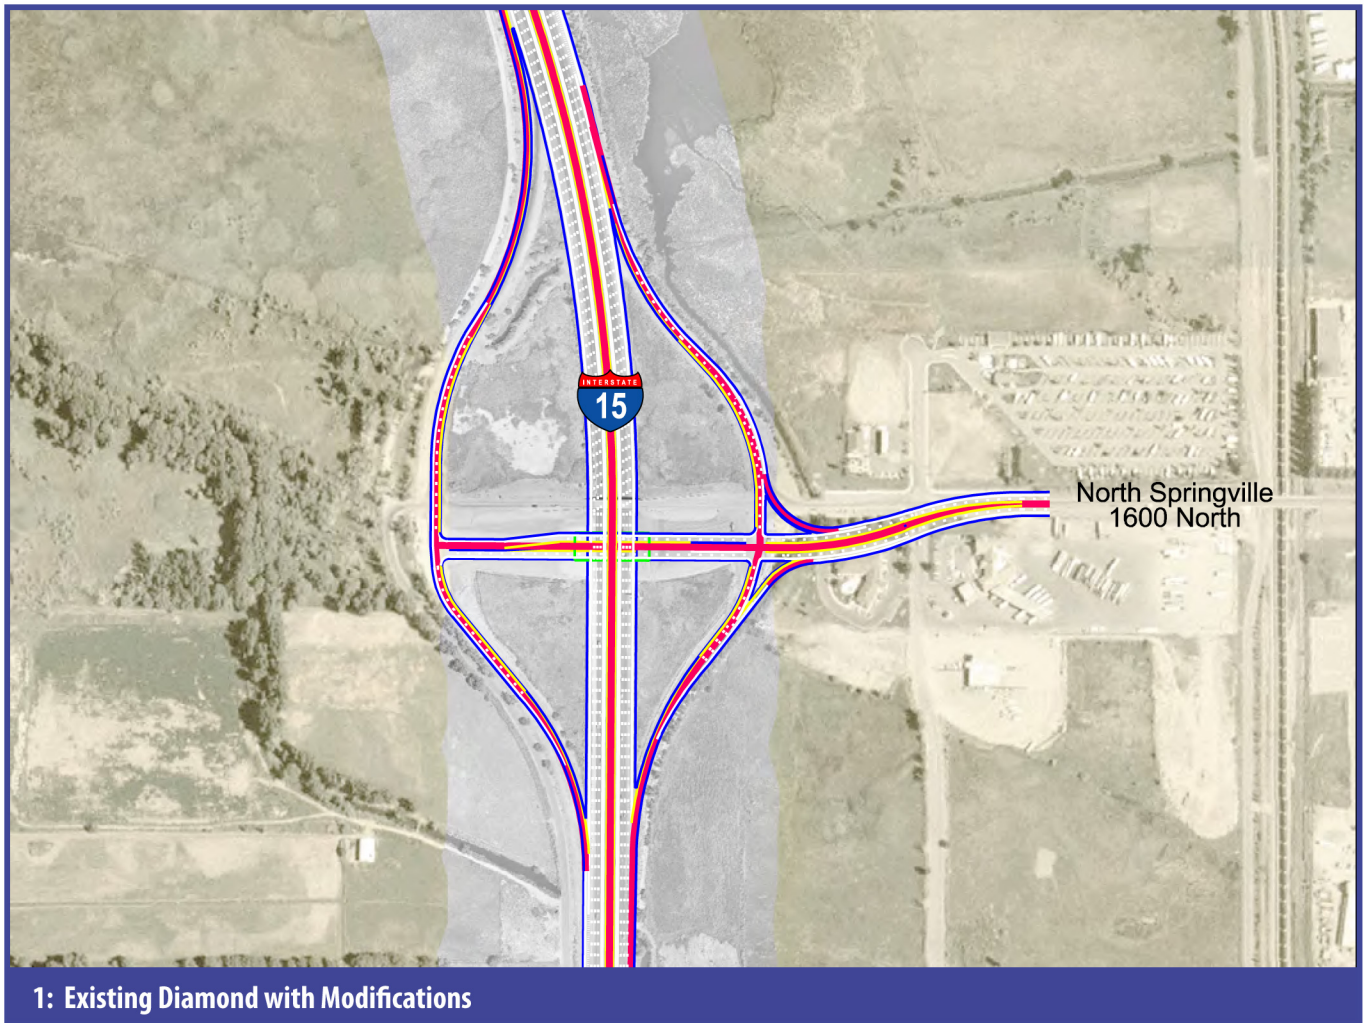 INTERSTATE
15
North Springville
1600 North
1: Existing Diamond with Modifications